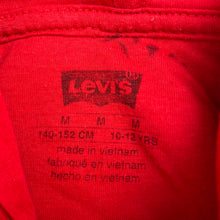 Levi's
M M M
140-152 CM 10-12 YRS
made in vietnam
fabriqué en vietnam
hecho en vietnam